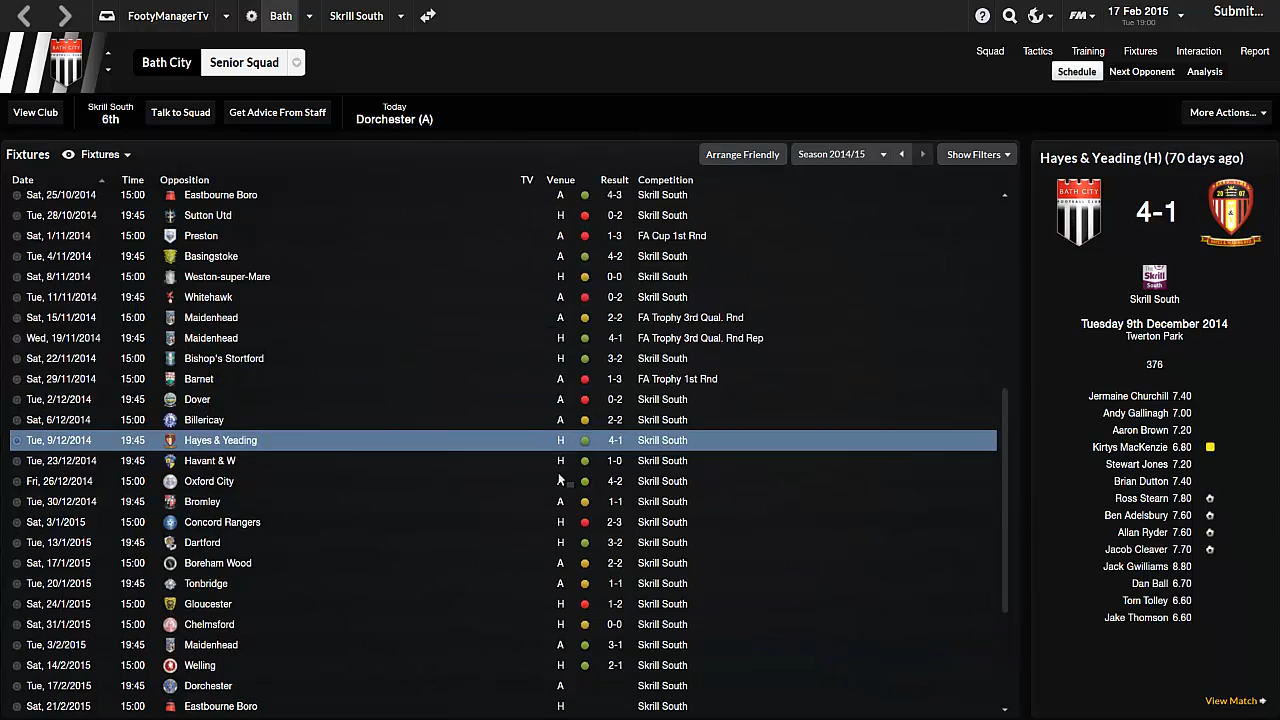 FootyManagerTv Bath Skrill South FM 17 Feb 2015 Tue 19:00 Submit...
Bath City Senior Squad
Squad Tactics Training Fixtures Interaction Report
Schedule Next Opponent Analysis
View Club Skrill South 6th Talk to Squad Get Advice From Staff Today Dorchester (A) More Actions...
Fixtures Fixtures Arrange Friendly Season 2014/15 Show Filters
Date Time Opposition TV Venue Result Competition
Sat, 25/10/2014 15:00 Eastbourne Boro A 4-3 Skrill South
Tue, 28/10/2014 19:45 Sutton Utd H 0-2 Skrill South
Sat, 1/11/2014 15:00 Preston A 1-3 FA Cup 1st Rnd
Tue, 4/11/2014 19:45 Basingstoke A 4-2 Skrill South
Sat, 8/11/2014 15:00 Weston-super-Mare H 0-0 Skrill South
Tue, 11/11/2014 19:45 Whitehawk A 0-2 Skrill South
Sat, 15/11/2014 15:00 Maidenhead A 2-2 FA Trophy 3rd Qual. Rnd
Wed, 19/11/2014 19:45 Maidenhead H 4-1 FA Trophy 3rd Qual. Rnd Rep
Sat, 22/11/2014 15:00 Bishop's Stortford H 3-2 Skrill South
Sat, 29/11/2014 15:00 Barnet A 1-3 FA Trophy 1st Rnd
Tue, 2/12/2014 19:45 Dover A 0-2 Skrill South
Sat, 6/12/2014 15:00 Billericay A 2-2 Skrill South
Tue, 9/12/2014 19:45 Hayes & Yeading H 4-1 Skrill South
Tue, 23/12/2014 19:45 Havant & W H 1-0 Skrill South
Fri, 26/12/2014 15:00 Oxford City 4-2 Skrill South
Tue, 30/12/2014 19:45 Bromley A 1-1 Skrill South
Sat, 3/1/2015 15:00 Concord Rangers H 2-3 Skrill South
Tue, 13/1/2015 19:45 Dartford H 3-2 Skrill South
Sat, 17/1/2015 15:00 Boreham Wood A 2-2 Skrill South
Tue, 20/1/2015 19:45 Tonbridge A 1-1 Skrill South
Sat, 24/1/2015 15:00 Gloucester H 1-2 Skrill South
Sat, 31/1/2015 15:00 Chelmsford H 0-0 Skrill South
Tue, 3/2/2015 19:45 Maidenhead A 3-1 Skrill South
Sat, 14/2/2015 15:00 Welling H 2-1 Skrill South
Tue, 17/2/2015 19:45 Dorchester A Skrill South
Sat, 21/2/2015 15:00 Eastbourne Boro H Skrill South
Hayes & Yeading (H) (70 days ago)
BATH CITY 4-1 2007
Skrill South
Tuesday 9th December 2014
Twerton Park
376
Jermaine Churchill 7.40
Andy Gallinagh 7.00
Aaron Brown 7.20
Kirtys MacKenzie 6.80
Stewart Jones 7.20
Brian Dutton 7.40
Ross Stearn 7.80
Ben Adelsbury 7.60
Allan Ryder 7.60
Jacob Cleaver 7.70
Jack Gwilliams 8.80
Dan Ball 6.70
Tom Tolley 6.60
Jake Thomson 6.60
View Match